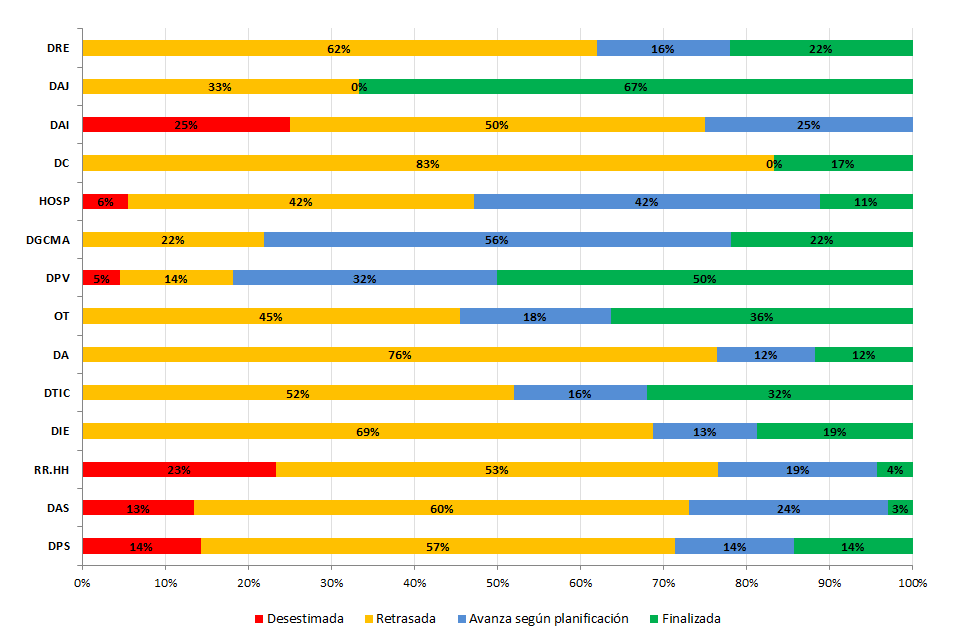 DRE 62% 16% 22%
DAJ 33% 0% 67%
DAI 25% 50% 25%
DC 83% 0% 17%
HOSP 6% 42% 42% 11%
DGCMA 22% 56% 22%
DPV 5% 14% 32% 50%
OT 45% 18% 36%
DA 76% 12% 12%
DTIC 52% 16% 32%
DIE 69% 13% 19%
RR.HH 23% 53% 19% 4%
DAS 13% 60% 24% 3%
DPS 14% 57% 14% 14%
0% 10% 20% 30% 40% 50% 60% 70% 80% 90% 100%
Desestimada Retrasada Avanza según planificación Finalizada